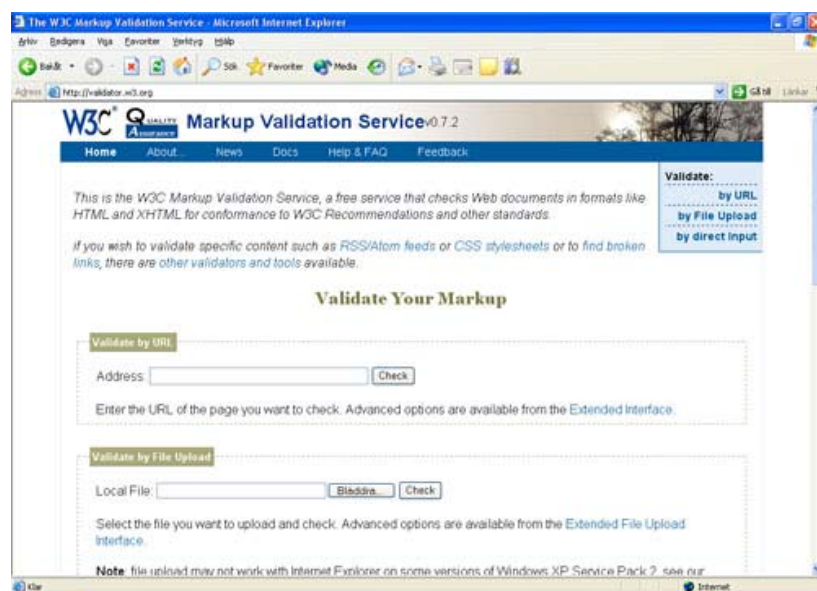 The W3C Markup Validation Service - Microsoft Internet Explorer
Arkiv Redigera Visa Favoriter Verktyg Hjälp
Bakåt Sök Favoriter Media
Adress http://validator.w3.org Gå till Länkar
W3C® QUALITY ASSURANCE Markup Validation Service v0.7.2
Home About... News Docs Help & FAQ Feedback
Validate:
by URL
by File Upload
by direct Input
This is the W3C Markup Validation Service, a free service that checks Web documents in formats like
HTML and XHTML for conformance to W3C Recommendations and other standards.
If you wish to validate specific content such as RSS/Atom feeds or CSS stylesheets or to find broken
links, there are other validators and tools available.
Validate Your Markup
Validate by URL
Address: Check
Enter the URL of the page you want to check. Advanced options are available from the Extended Interface.
Validate by File Upload
Local File: Bläddra... Check
Select the file you want to upload and check. Advanced options are available from the Extended File Upload
Interface.
Note: file upload may not work with Internet Explorer on some versions of Windows XP Service Pack 2, see our
Klar Internet